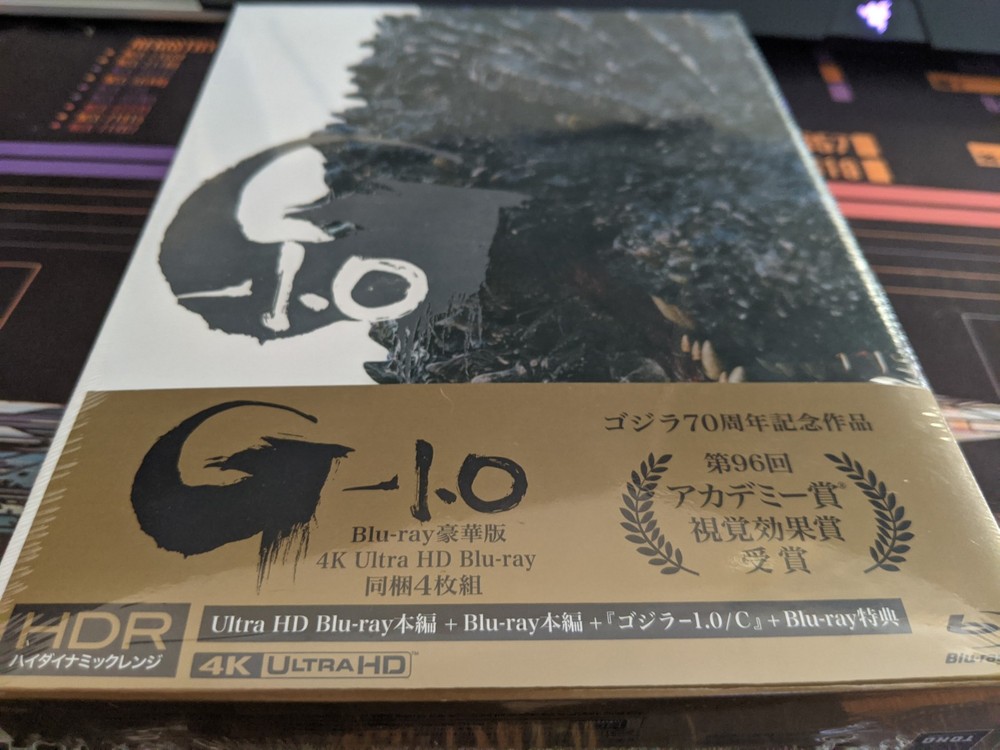 -1.0
G-1.0
Blu-ray豪華版
4K Ultra HD Blu-ray
同梱4枚組
ゴジラ70周年記念作品
第96回
アカデミー賞®
視覚効果賞
受賞
HDR
ハイダイナミックレンジ
Ultra HD Blu-ray本編 + Blu-ray本編 +『ゴジラ-1.0/C』+ Blu-ray特典
4K ULTRA HD™
Blu-ray
TOHO